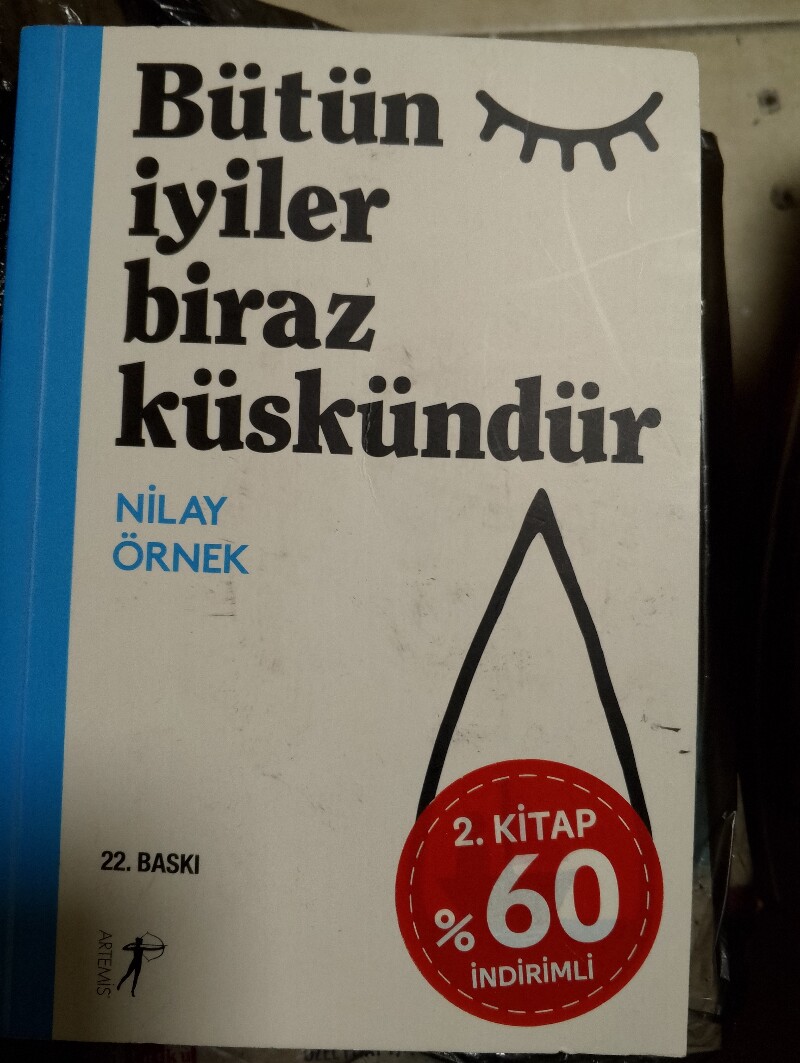 Bütün
iyiler
biraz
küskündür
NİLAY
ÖRNEK
2. KİTAP
%60
İNDİRİMLİ
22. BASKI
ARTEMİS